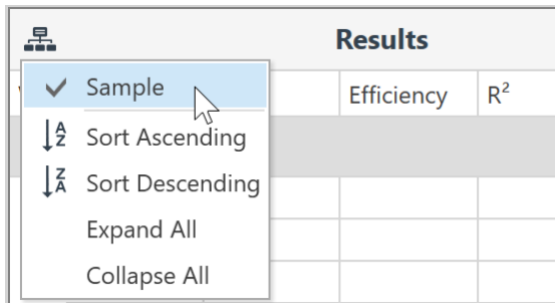 Results
Sample
Efficiency R²
Sort Ascending
Sort Descending
Expand All
Collapse All